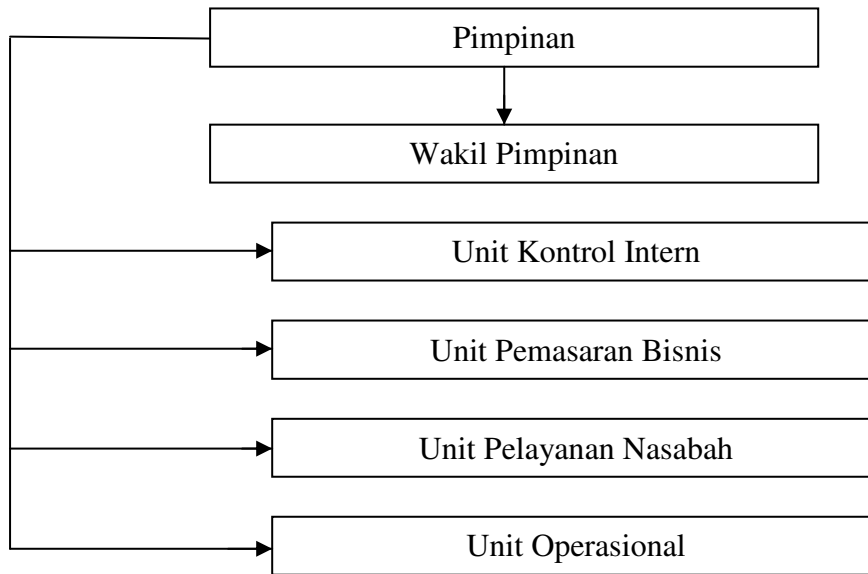 Pimpinan
Wakil Pimpinan
Unit Kontrol Intern
Unit Pemasaran Bisnis
Unit Pelayanan Nasabah
Unit Operasional